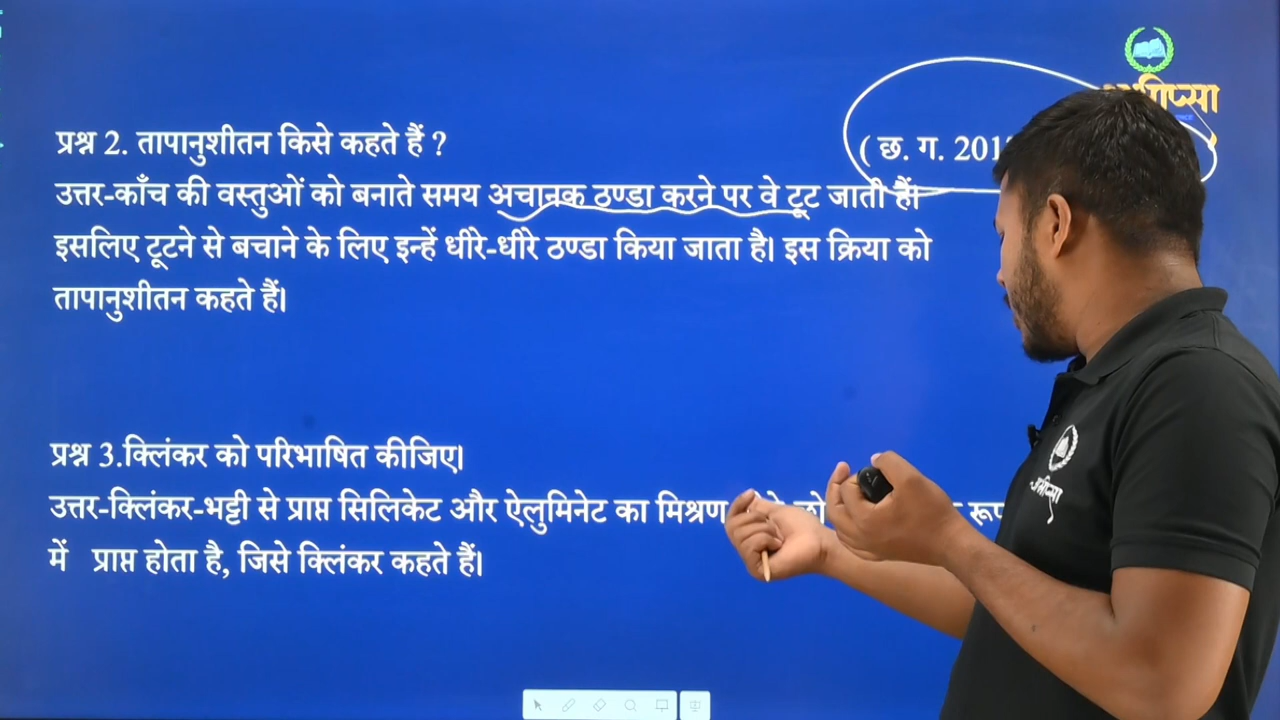 प्रश्न 2. तापानुशीतन किसे कहते हैं ? ( छ. ग. 201
उत्तर-काँच की वस्तुओं को बनाते समय अचानक ठण्डा करने पर वे टूट जाती हैं।
इसलिए टूटने से बचाने के लिए इन्हें धीरे-धीरे ठण्डा किया जाता है। इस क्रिया को
तापानुशीतन कहते हैं।
प्रश्न 3.क्लिंकर को परिभाषित कीजिए।
उत्तर-क्लिंकर-भट्टी से प्राप्त सिलिकेट और ऐलुमिनेट का मिश्रण
में प्राप्त होता है, जिसे क्लिंकर कहते हैं।